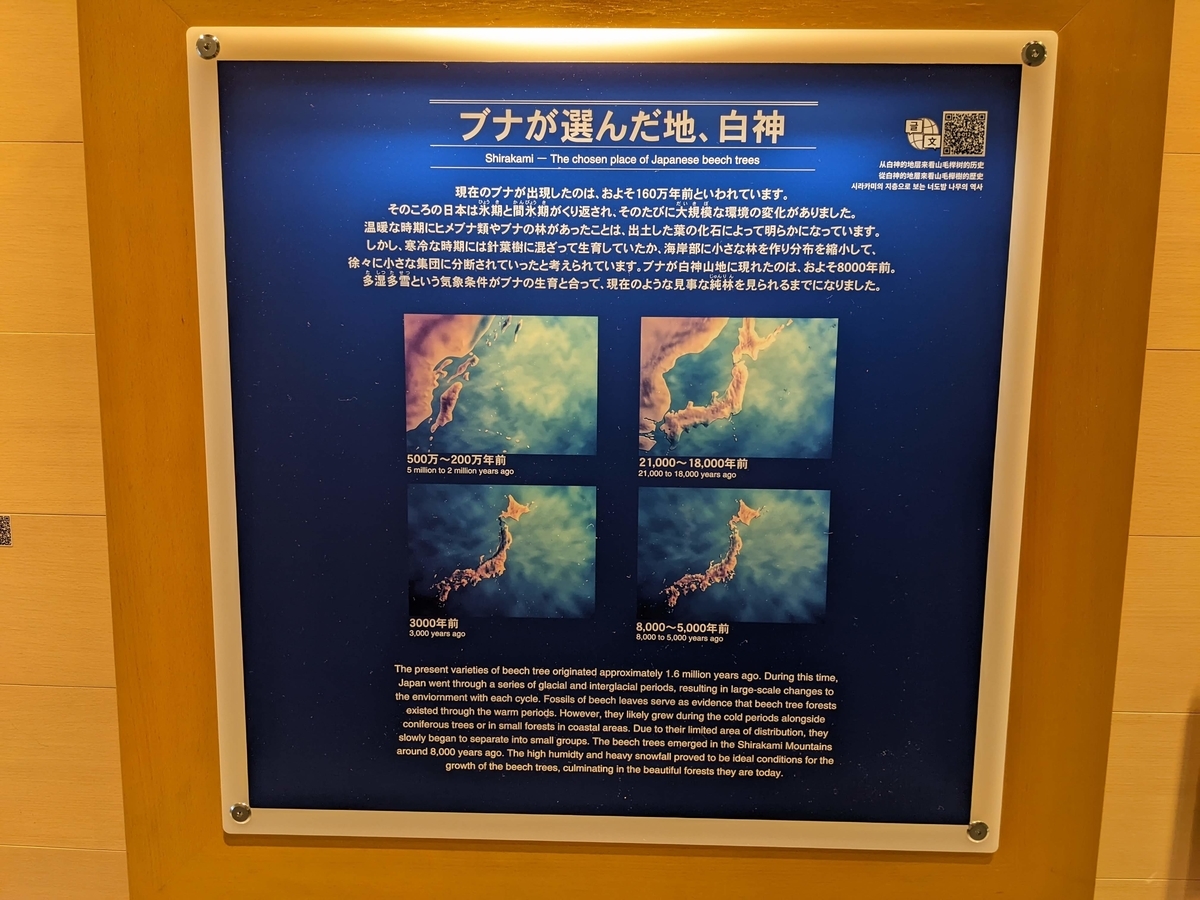 ブナが選んだ地、白神
Shirakami — The chosen place of Japanese beech trees
从白神的地层来看山毛榉树的历史
從白神的地層來看山毛櫸樹的歷史
시라카미의 지층으로 보는 너도밤 나무의 역사
現在のブナが出現したのは、およそ160万年前といわれています。
そのころの日本は氷期と間氷期がくり返され、そのたびに大規模な環境の変化がありました。
温暖な時期にヒメブナ類やブナの林があったことは、出土した葉の化石によって明らかになっています。
しかし、寒冷な時期には針葉樹に混ざって生育していたか、海岸部に小さな林を作り分布を縮小して、
徐々に小さな集団に分断されていったと考えられています。ブナが白神山地に現れたのは、およそ8000年前。
多湿多雪という気象条件がブナの生育と合って、現在のような見事な純林を見られるまでになりました。
500万〜200万年前
5 million to 2 million years ago
21,000〜18,000年前
21,000 to 18,000 years ago
3000年前
3,000 years ago
8,000〜5,000年前
8,000 to 5,000 years ago
The present varieties of beech tree originated approximately 1.6 million years ago. During this time,
Japan went through a series of glacial and interglacial periods, resulting in large-scale changes to
the enviornment with each cycle. Fossils of beech leaves serve as evidence that beech tree forests
existed through the warm periods. However, they likely grew during the cold periods alongside
coniferous trees or in small forests in coastal areas. Due to their limited area of distribution, they
slowly began to separate into small groups. The beech trees emerged in the Shirakami Mountains
around 8,000 years ago. The high humidty and heavy snowfall proved to be ideal conditions for the
growth of the beech trees, culminating in the beautiful forests they are today.